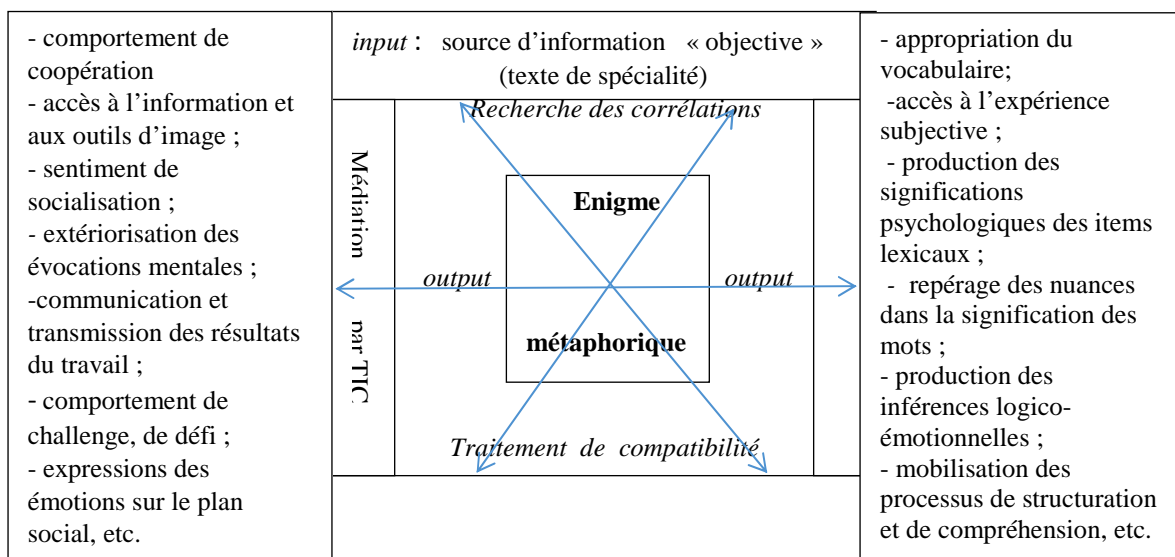 - comportement de
coopération
- accès à l’information et
aux outils d’image ;
- sentiment de
socialisation ;
- extériorisation des
évocations mentales ;
-communication et
transmission des résultats
du travail ;
- comportement de
challenge, de défi ;
- expressions des
émotions sur le plan
social, etc.
input : source d’information « objective »
(texte de spécialité)
Recherche des corrélations
Médiation par TIC
Enigme
output
output
métaphorique
Traitement de compatibilité
- appropriation du
vocabulaire;
-accès à l’expérience
subjective ;
- production des
significations
psychologiques des items
lexicaux ;
- repérage des nuances
dans la signification des
mots ;
- production des
inférences logico-
émotionnelles ;
- mobilisation des
processus de structuration
et de compréhension, etc.